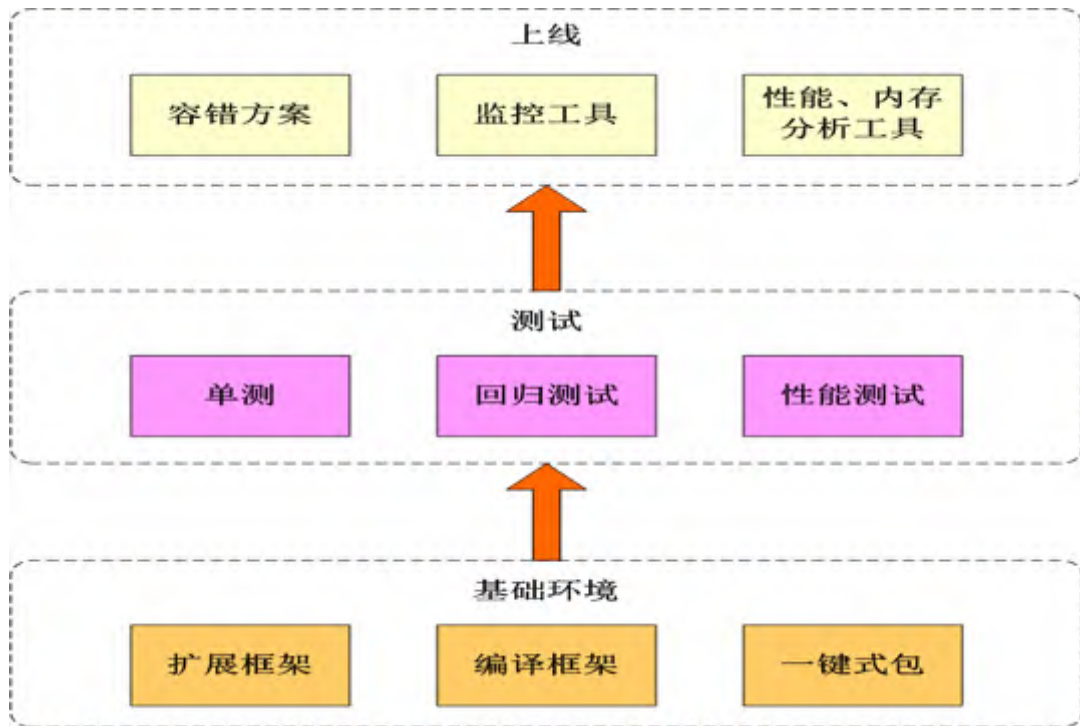 上线
容错方案
监控工具
性能、内存
分析工具
测试
单测
回归测试
性能测试
基础环境
扩展框架
编译框架
一键式包